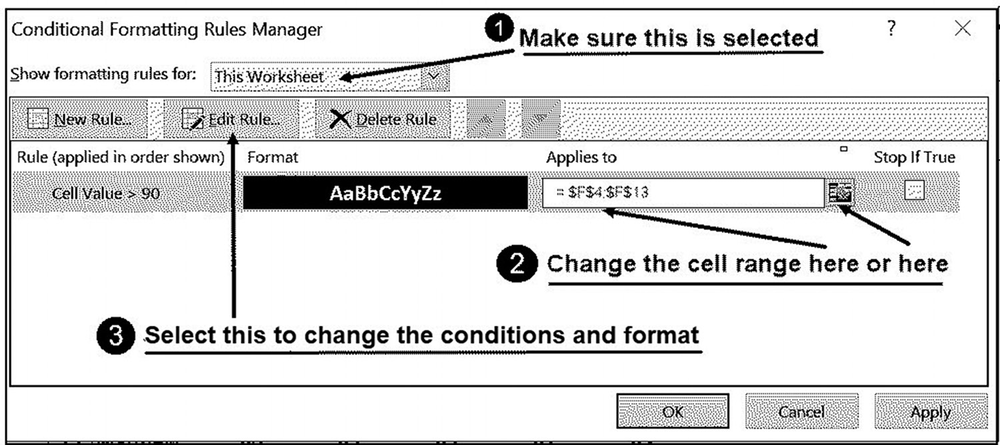 Conditional Formatting Rules Manager
1 Make sure this is selected
? ×
Show formatting rules for: This Worksheet
New Rule... Edit Rule... Delete Rule
Rule (applied in order shown) Format Applies to Stop If True
Cell Value > 90 AaBbCcYyZz = $F$4:$F$13
2 Change the cell range here or here
3 Select this to change the conditions and format
OK Cancel Apply